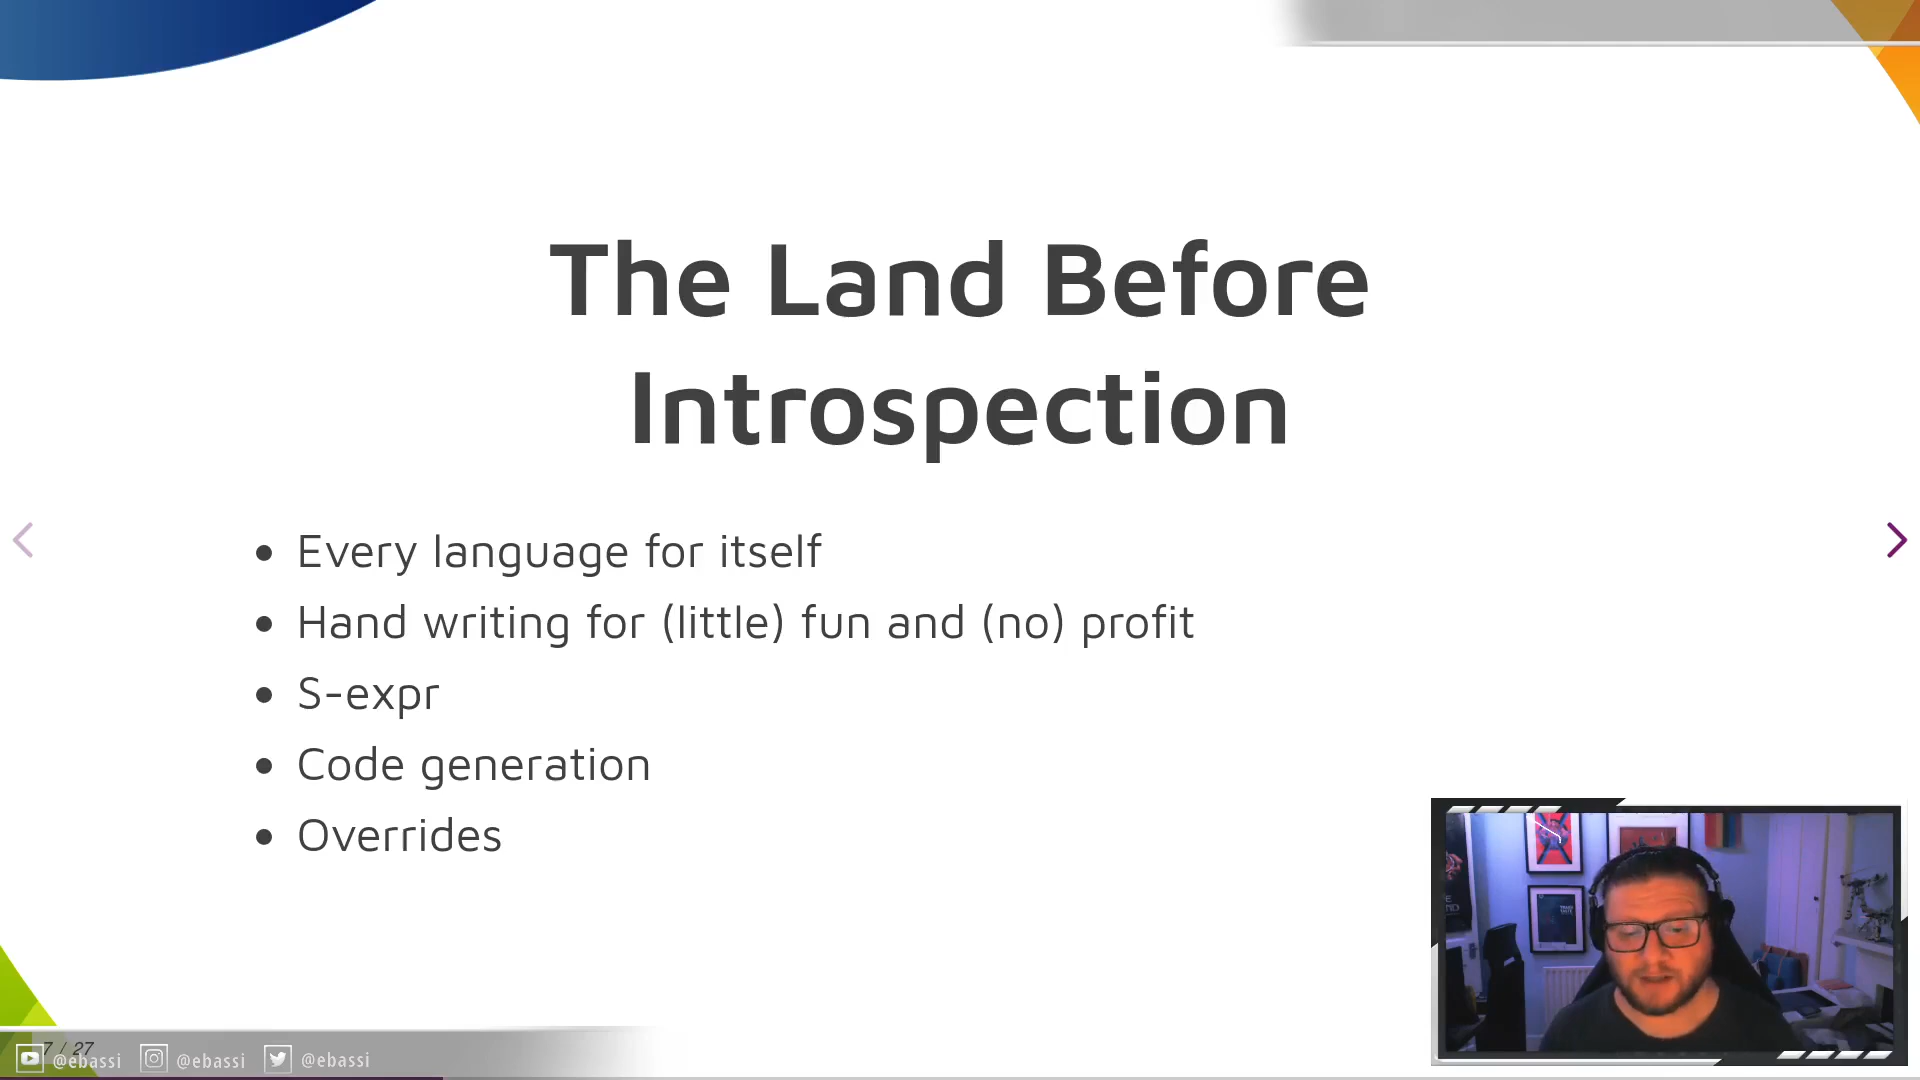 The Land Before
Introspection
Every language for itself
Hand writing for (little) fun and (no) profit
S-expr
Code generation
Overrides
7 / 27
@ebassi @ebassi @ebassi